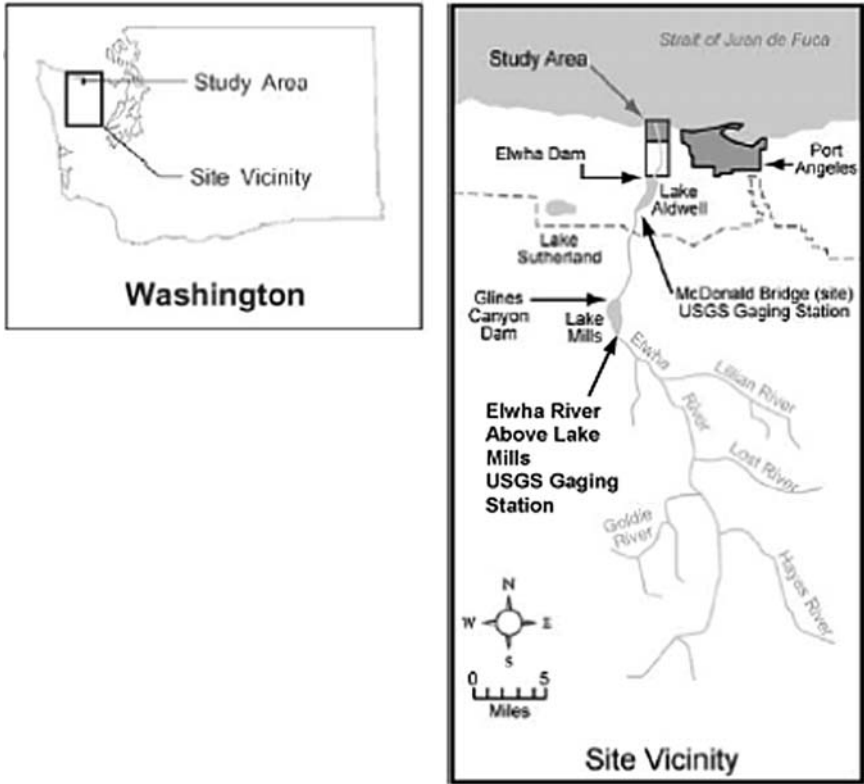 Study Area
Site Vicinity
Washington
Strait of Juan de Fuca
Study Area
Elwha Dam
Port
Angeles
Lake
Aldwell
Lake
Sutherland
McDonald Bridge (site)
USGS Gaging Station
Glines
Canyon
Dam
Lake
Mills
Elwha
River
Lillian River
Elwha River
Above Lake
Mills
USGS Gaging
Station
Lost River
Goldie
River
Hayes River
N
W E
S
0 5
Miles
Site Vicinity